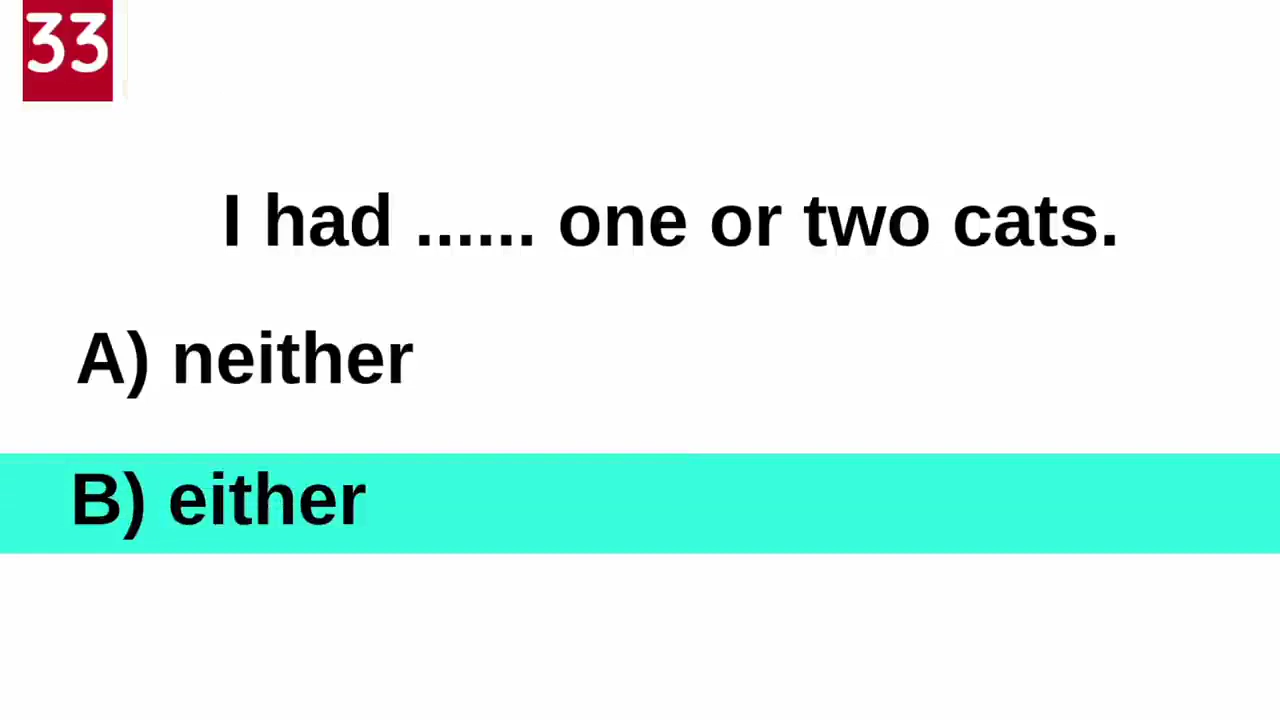 33
I had ...... one or two cats.
A) neither
B) either